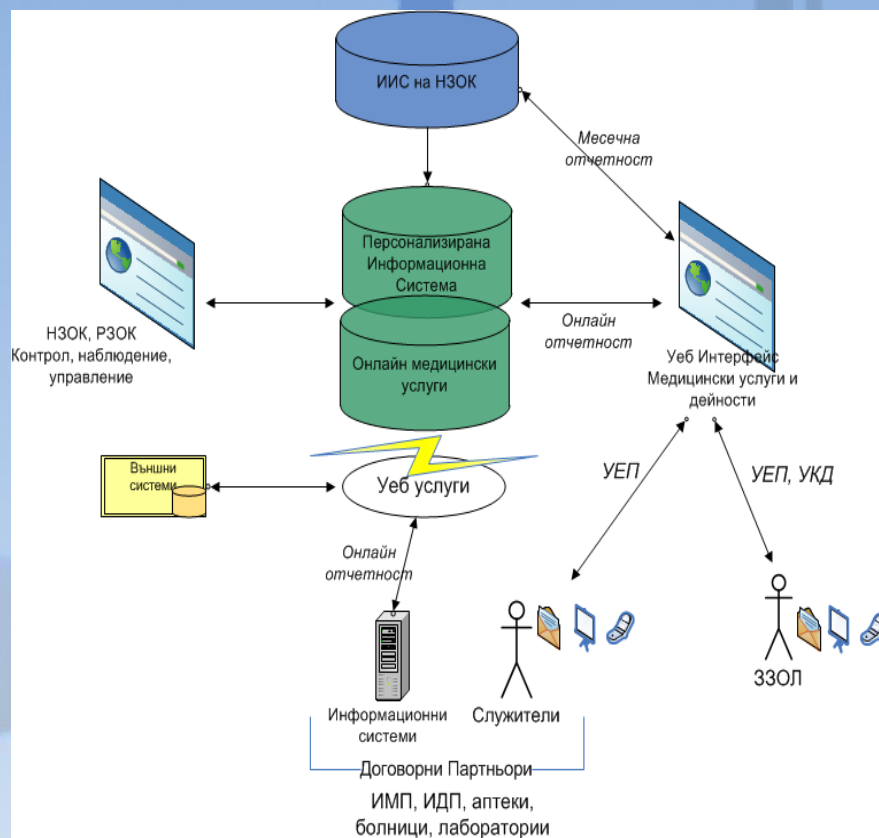 ИИС на НЗОК
Месечна
отчетност
Персонализирана
Информационна
Система
НЗОК, РЗОК
Контрол, наблюдение,
управление
Онлайн
отчетност
Уеб Интерфейс
Медицински услуги и
дейности
Онлайн медицински
услуги
Външни
системи
Уеб услуги
УЕП
УЕП, УКД
Онлайн
отчетност
Информационни
системи
Служители
ЗЗОЛ
Договорни Партньори
ИМП, ИДП, аптеки,
болници, лаборатории